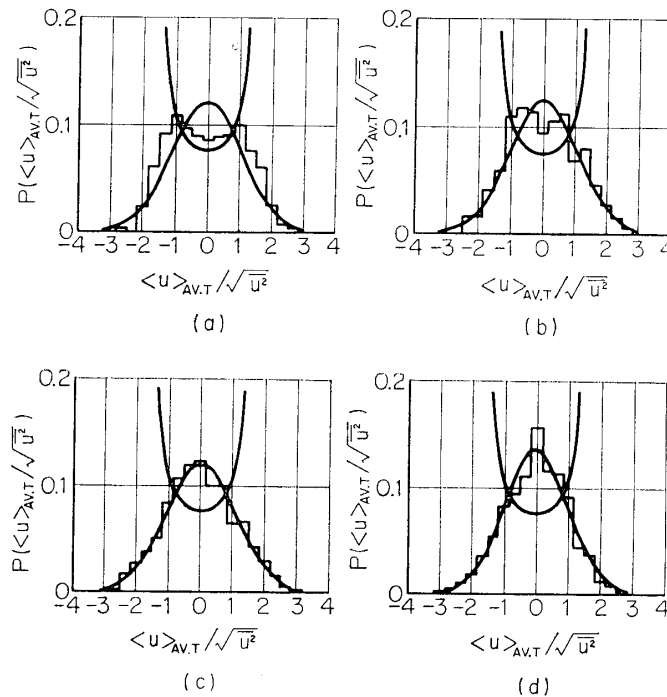 0.2
0.1
0
P(<u>AV.T/√u²)
-4 -3 -2 -1 0 1 2 3 4
<u>AV.T/√u²
(a)
0.2
0.1
0
P(<u>AV.T/√u²)
-4 -3 -2 -1 0 1 2 3 4
<u>AV.T/√u²
(b)
0.2
0.1
0
P(<u>AV.T/√u²)
-4 -3 -2 -1 0 1 2 3 4
<u>AV.T/√u²
(c)
0.2
0.1
0
P(<u>AV.T/√u²)
-4 -3 -2 -1 0 1 2 3 4
<u>AV.T/√u²
(d)